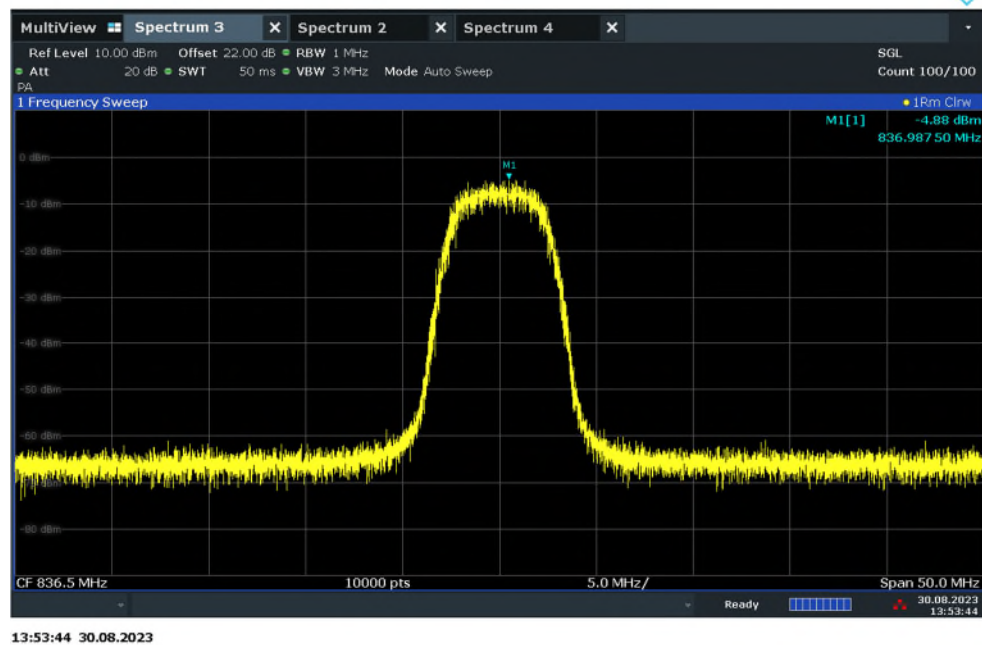 MultiView Spectrum 3 X Spectrum 2 X Spectrum 4 X
Ref Level 10.00 dBm Offset 22.00 dB RBW 1 MHz SGL
Att 20 dB SWT 50 ms VBW 3 MHz Mode Auto Sweep Count 100/100
PA
1 Frequency Sweep 1Rm Clrw
M1[1] -4.88 dBm
836.98750 MHz
0 dBm
M1
-10 dBm
-20 dBm
-30 dBm
-40 dBm
-50 dBm
-60 dBm
-80 dBm
CF 836.5 MHz 10000 pts 5.0 MHz/ Span 50.0 MHz
Ready 30.08.2023
13:53:44
13:53:44 30.08.2023